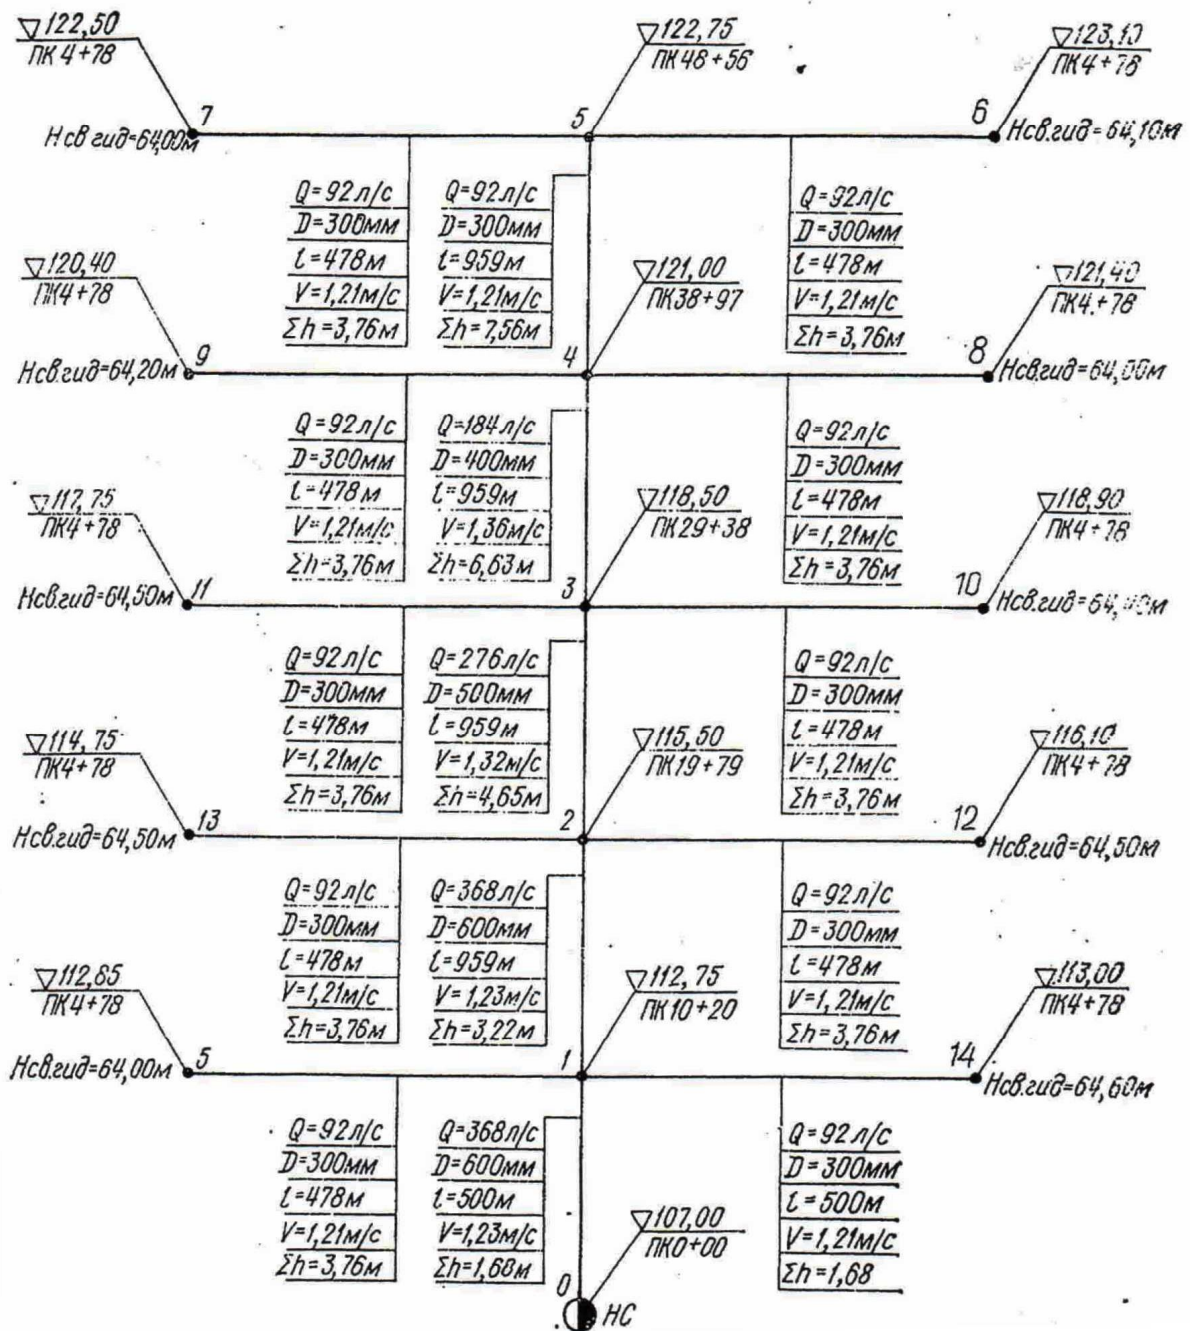 ▽122,50
ПК4+78
▽122,75
ПК48+56
▽123,10
ПК4+78
7
5
6
Hсв.гид=64,00м
Hсв.гид=64,10м
Q=92л/с
D=300мм
l=478м
V=1,21м/с
Σh=3,76м
Q=92л/с
D=300мм
l=959м
V=1,21м/с
Σh=7,56м
Q=92л/с
D=300мм
l=478м
V=1,21м/с
Σh=3,76м
▽120,40
ПК4+78
▽121,00
ПК38+97
▽121,40
ПК4+78
9
4
8
Hсв.гид=64,20м
Hсв.гид=64,00м
Q=92л/с
D=300мм
l=478м
V=1,21м/с
Σh=3,76м
Q=184л/с
D=400мм
l=959м
V=1,36м/с
Σh=6,63м
Q=92л/с
D=300мм
l=478м
V=1,21м/с
Σh=3,76м
▽117,75
ПК4+78
▽118,50
ПК29+38
▽118,90
ПК4+78
11
3
10
Hсв.гид=64,50м
Q=92л/с
D=300мм
l=478м
V=1,21м/с
Σh=3,76м
Q=276л/с
D=500мм
l=959м
V=1,32м/с
Σh=4,65м
Q=92л/с
D=300мм
l=478м
V=1,21м/с
Σh=3,76м
▽114,75
ПК4+78
▽115,50
ПК19+79
▽116,10
ПК4+78
13
2
12
Hсв.гид=64,50м
Hсв.гид=64,50м
Q=92л/с
D=300мм
l=478м
V=1,21м/с
Σh=3,76м
Q=368л/с
D=600мм
l=959м
V=1,23м/с
Σh=3,22м
Q=92л/с
D=300мм
l=478м
V=1,21м/с
Σh=3,76м
▽112,65
ПК4+78
▽112,75
ПК10+20
▽113,00
ПК4+78
5
1
14
Hсв.гид=64,00м
Hсв.гид=64,60м
Q=92л/с
D=300мм
l=478м
V=1,21м/с
Σh=3,76м
Q=368л/с
D=600мм
l=500м
V=1,23м/с
Σh=1,68м
Q=92л/с
D=300мм
l=500м
V=1,21м/с
Σh=1,68
▽107,00
ПК0+00
0
НС